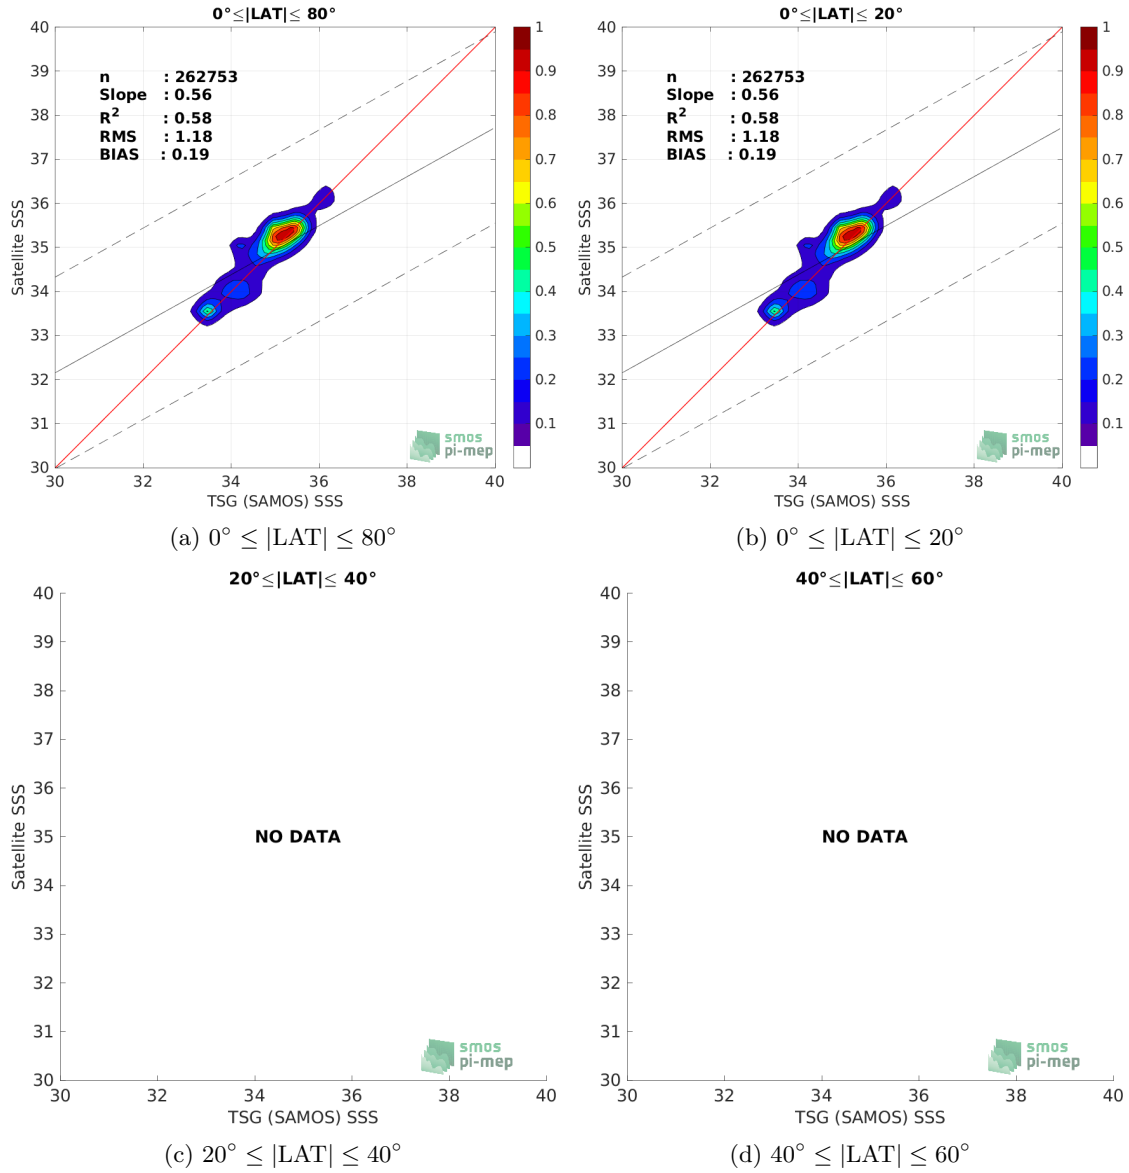 0°≤|LAT|≤ 80°
40
39
38
37
36
35
34
33
32
31
30
Satellite SSS
n : 262753
Slope : 0.56
R² : 0.58
RMS : 1.18
BIAS : 0.19
smos
pi-mep
30 32 34 36 38 40
TSG (SAMOS) SSS
1
0.9
0.8
0.7
0.6
0.5
0.4
0.3
0.2
0.1
(a) 0° ≤ |LAT| ≤ 80°
0°≤|LAT|≤ 20°
40
39
38
37
36
35
34
33
32
31
30
Satellite SSS
n : 262753
Slope : 0.56
R² : 0.58
RMS : 1.18
BIAS : 0.19
smos
pi-mep
30 32 34 36 38 40
TSG (SAMOS) SSS
1
0.9
0.8
0.7
0.6
0.5
0.4
0.3
0.2
0.1
(b) 0° ≤ |LAT| ≤ 20°
20°≤|LAT|≤ 40°
40
39
38
37
36
35
34
33
32
31
30
Satellite SSS
NO DATA
smos
pi-mep
30 32 34 36 38 40
TSG (SAMOS) SSS
(c) 20° ≤ |LAT| ≤ 40°
40°≤|LAT|≤ 60°
40
39
38
37
36
35
34
33
32
31
30
Satellite SSS
NO DATA
smos
pi-mep
30 32 34 36 38 40
TSG (SAMOS) SSS
(d) 40° ≤ |LAT| ≤ 60°